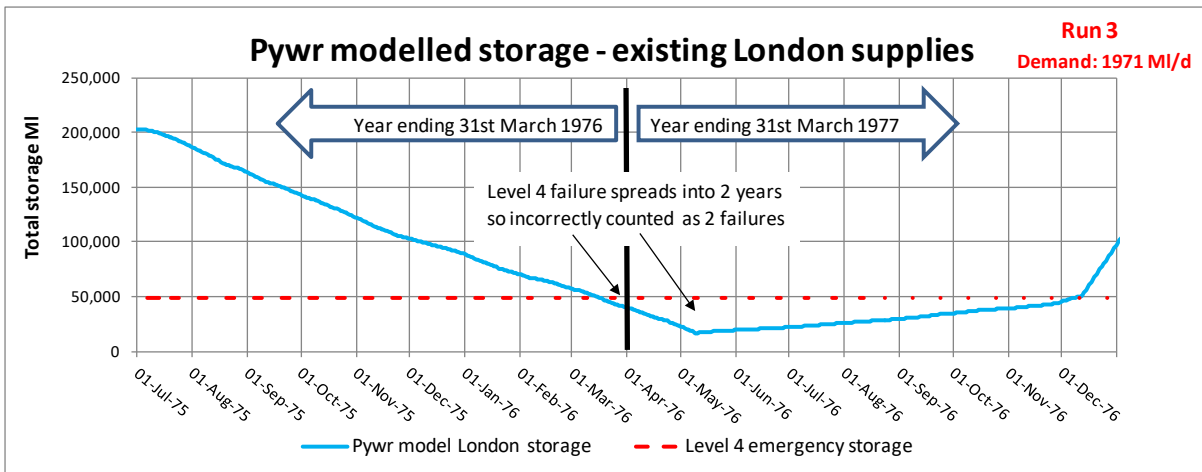 Pywr modelled storage - existing London supplies
Run 3
Demand: 1971 Ml/d
Total storage Ml
250,000
200,000
150,000
100,000
50,000
0
Year ending 31st March 1976
Year ending 31st March 1977
Level 4 failure spreads into 2 years
so incorrectly counted as 2 failures
01-Jul-75
01-Aug-75
01-Sep-75
01-Oct-75
01-Nov-75
01-Dec-75
01-Jan-76
01-Feb-76
01-Mar-76
01-Apr-76
01-May-76
01-Jun-76
01-Jul-76
01-Aug-76
01-Sep-76
01-Oct-76
01-Nov-76
01-Dec-76
Pywr model London storage
Level 4 emergency storage